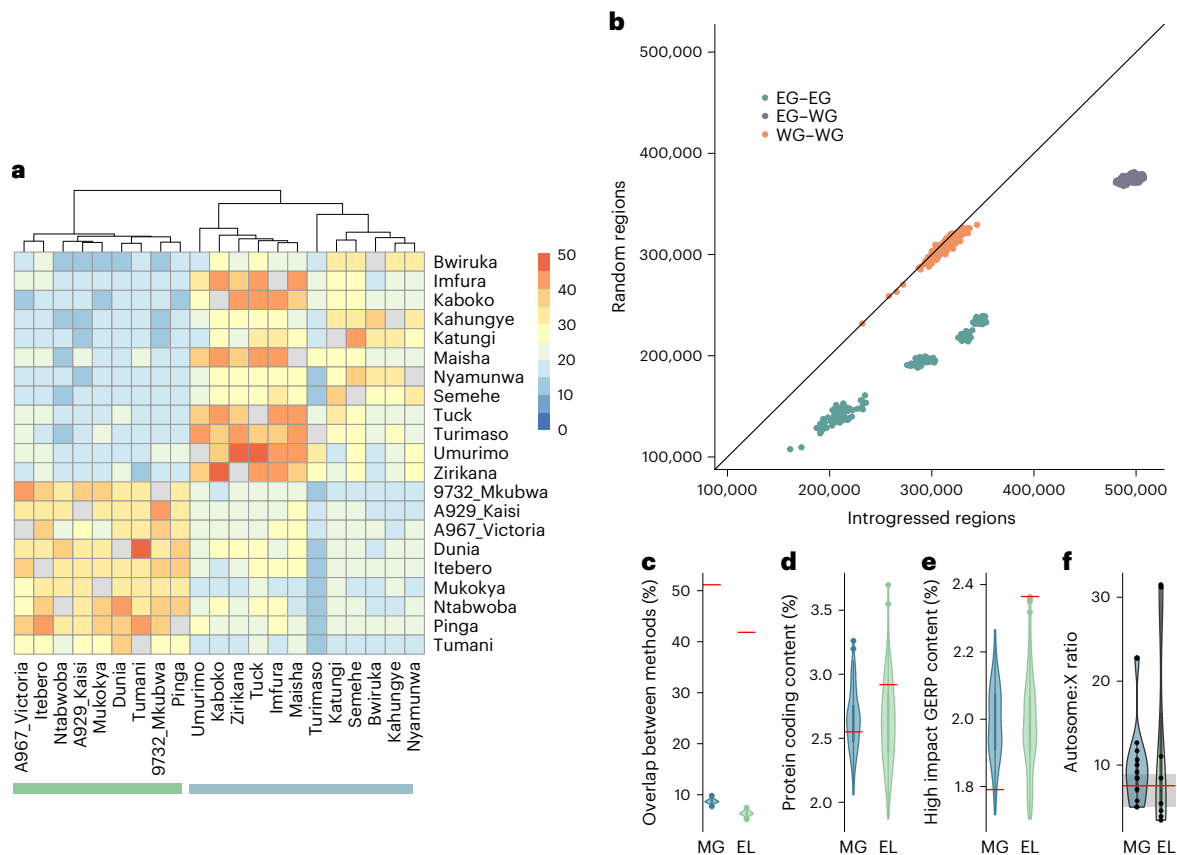 a
50
40
30
20
10
0
Bwiruka
Imfura
Kaboko
Kahungye
Katungi
Maisha
Nyamunwa
Semehe
Tuck
Turimaso
Umurimo
Zirikana
9732_Mkubwa
A929_Kaisi
A967_Victoria
Dunia
Itebero
Mukokya
Ntabwoba
Pinga
Tumani
A967_Victoria
Itebero
Ntabwoba
A929_Kaisi
Mukokya
Dunia
Tumani
9732_Mkubwa
Pinga
Umurimo
Kaboko
Zirikana
Tuck
Imfura
Maisha
Turimaso
Katungi
Semehe
Bwiruka
Kahungye
Nyamunwa
b
Random regions
500,000
400,000
300,000
200,000
100,000
EG–EG
EG–WG
WG–WG
100,000 200,000 300,000 400,000 500,000
Introgressed regions
c
Overlap between methods (%)
50
40
30
20
10
MG EL
d
Protein coding content (%)
3.5
3.0
2.5
2.0
MG EL
e
High impact GERP content (%)
2.4
2.2
2.0
1.8
MG EL
f
Autosome:X ratio
30
20
10
MG EL